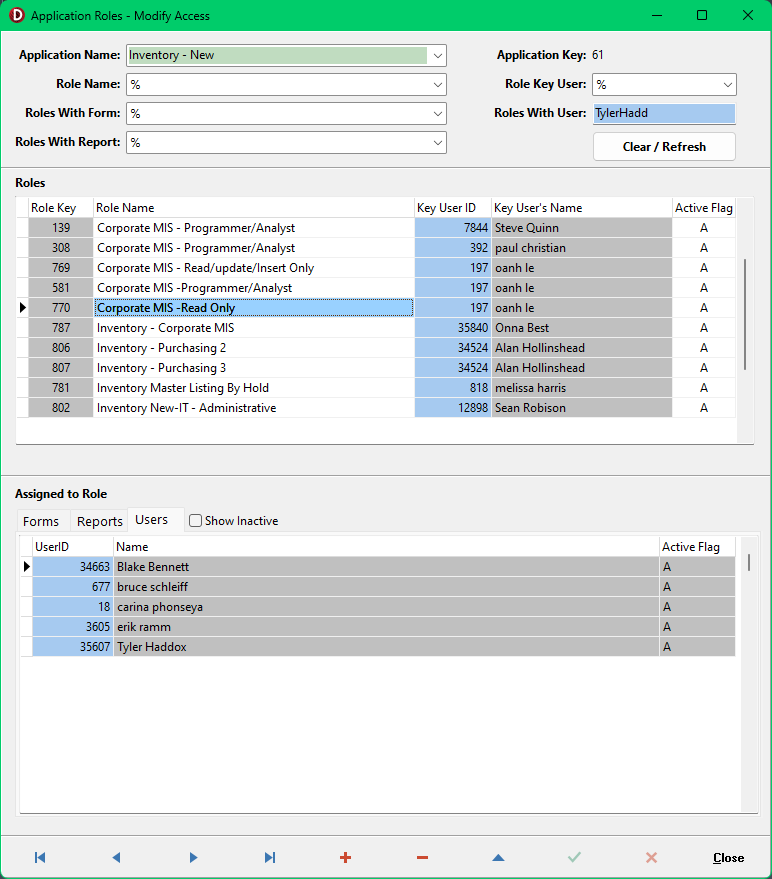 Application Roles - Modify Access
Application Name: Inventory - New Application Key: 61
Role Name: % Role Key User: %
Roles With Form: % Roles With User: TylerHadd
Roles With Report: % Clear / Refresh
Roles
Role Key Role Name Key User ID Key User's Name Active Flag
139 Corporate MIS - Programmer/Analyst 7844 Steve Quinn A
308 Corporate MIS - Programmer/Analyst 392 paul christian A
769 Corporate MIS - Read/update/Insert Only 197 oanh le A
581 Corporate MIS -Programmer/Analyst 197 oanh le A
770 Corporate MIS -Read Only 197 oanh le A
787 Inventory - Corporate MIS 35840 Onna Best A
806 Inventory - Purchasing 2 34524 Alan Hollinshead A
807 Inventory - Purchasing 3 34524 Alan Hollinshead A
781 Inventory Master Listing By Hold 818 melissa harris A
802 Inventory New-IT - Administrative 12898 Sean Robison A
Assigned to Role
Forms Reports Users Show Inactive
UserID Name Active Flag
34663 Blake Bennett A
677 bruce schleiff A
18 carina phonseya A
3605 erik ramm A
35607 Tyler Haddox A
Close